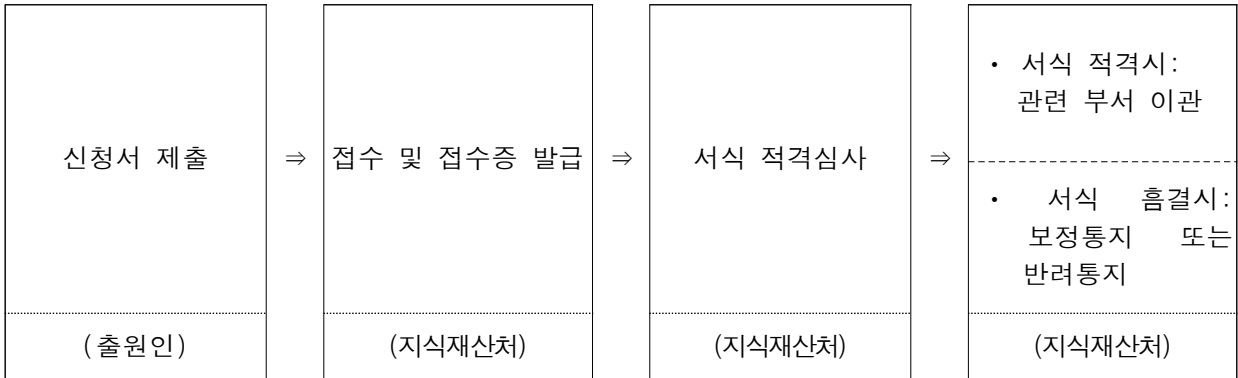 신청서 제출
⇒
접수 및 접수증 발급
⇒
서식 적격심사
⇒
• 서식 적격시:
관련 부서 이관
• 서식 흠결시:
보정통지 또는
반려통지
(출원인)
(지식재산처)
(지식재산처)
(지식재산처)